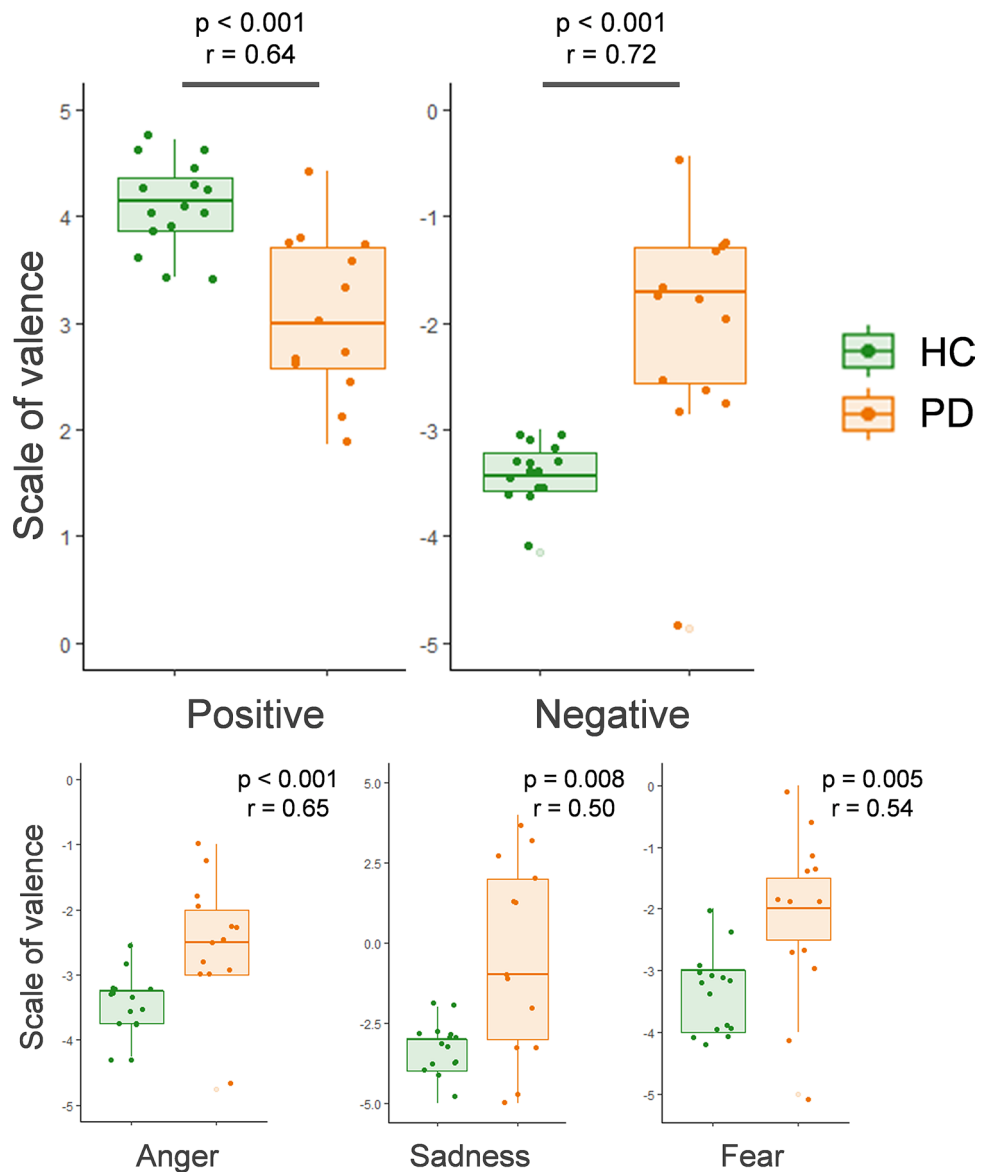 p < 0.001
r = 0.64
p < 0.001
r = 0.72
Scale of valence
5
4
3
2
1
0
0
-1
-2
-3
-4
-5
HC
PD
Positive
Negative
p < 0.001
r = 0.65
p = 0.008
r = 0.50
p = 0.005
r = 0.54
Scale of valence
0
-1
-2
-3
-4
-5
5.0
2.5
0.0
-2.5
-5.0
0
-1
-2
-3
-4
-5
Anger
Sadness
Fear